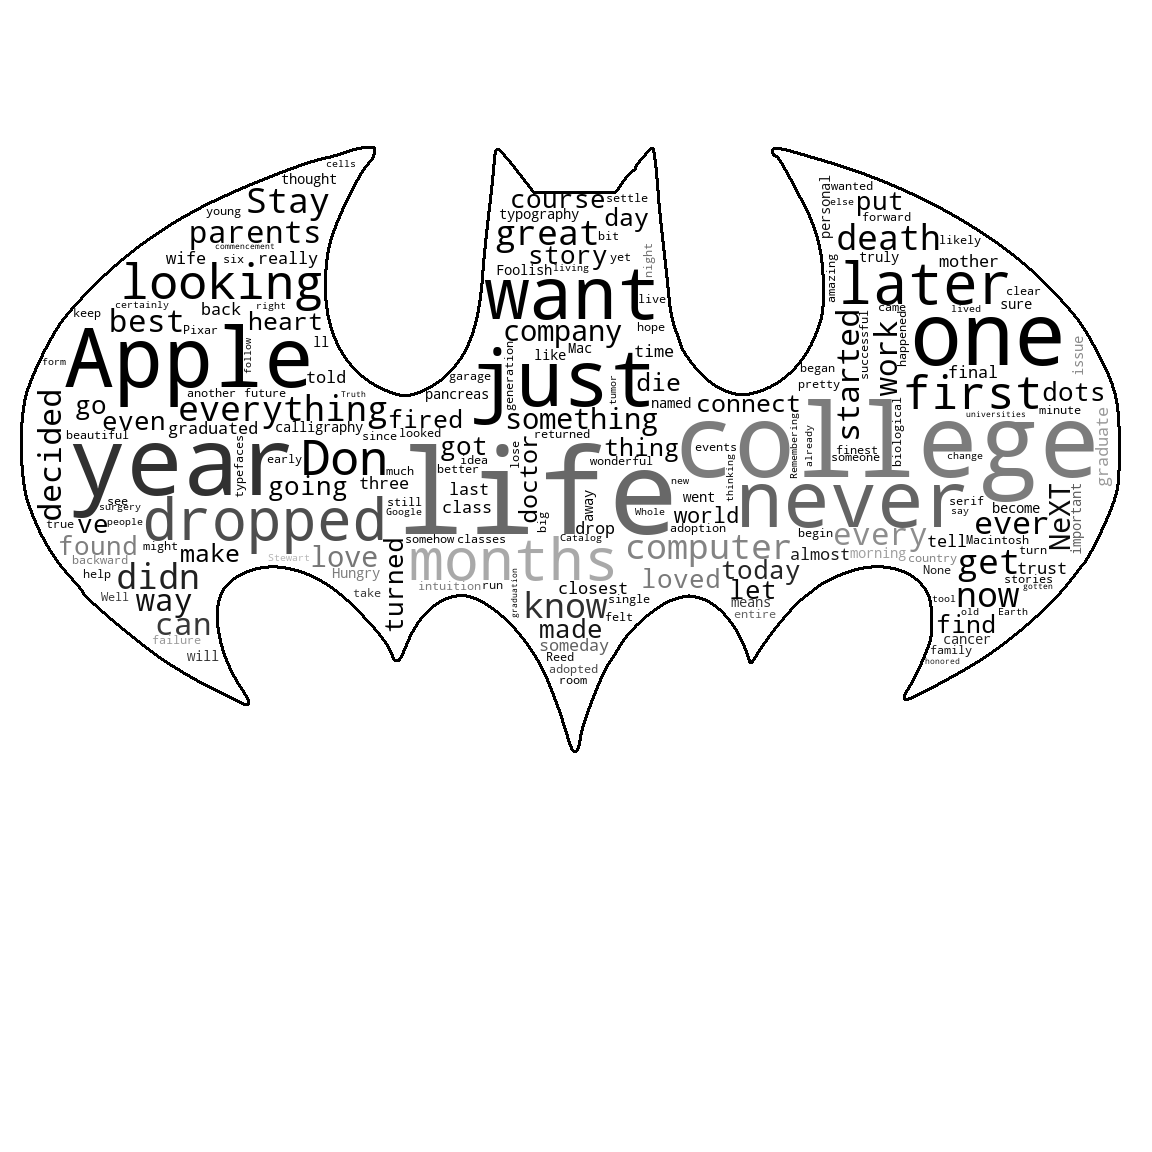 cells
thought
Stay
young
parents
commencement
wife six really
looking
certainly right
keep back
best Pixar heart
Apple
follow
ll
form
told
another future Truth
decided
go even everything
graduated calligraphy
fired
beautiful
since looked
year
typefaces
early
Don
much
going three
see
surgery
still
Google
true
ve people
dropped
found
backward
might
make
Stewart
love
Hungry
help
didn
Well
way
take
turned
can
failure
will
course settle
typography
day
great bit
story yet
night
Foolish living
want
live
company hope
like Mac
time
garage
generation
just
tumor
die
pancreas
something
named
returned
got
idea
better
lose
doctor
thing
wonderful
last
class
life
new
big
away
Whole
went
drop
world
adoption
somehow classes
Catalog
months
computer
intuition run
graduation
closest
loved
know single
felt
made
someday
Reed
adopted
room
personal
wanted
else put
forward
death likely
truly mother
amazing
later
clear
sure
came lived
started
successful
work
happened
one
issue
began
pretty
final
first dots
minute
connect
universities
college
events
thinking
Remembering
already
finest
someone
biological
change
graduate
never
serif
say
become
ever
NeXT
important
begin every
tell Macintosh
almost morning country
turn
today
None
get trust
stories
let
means
entire
tool
now
gotten
old Earth
find
cancer
family
honored